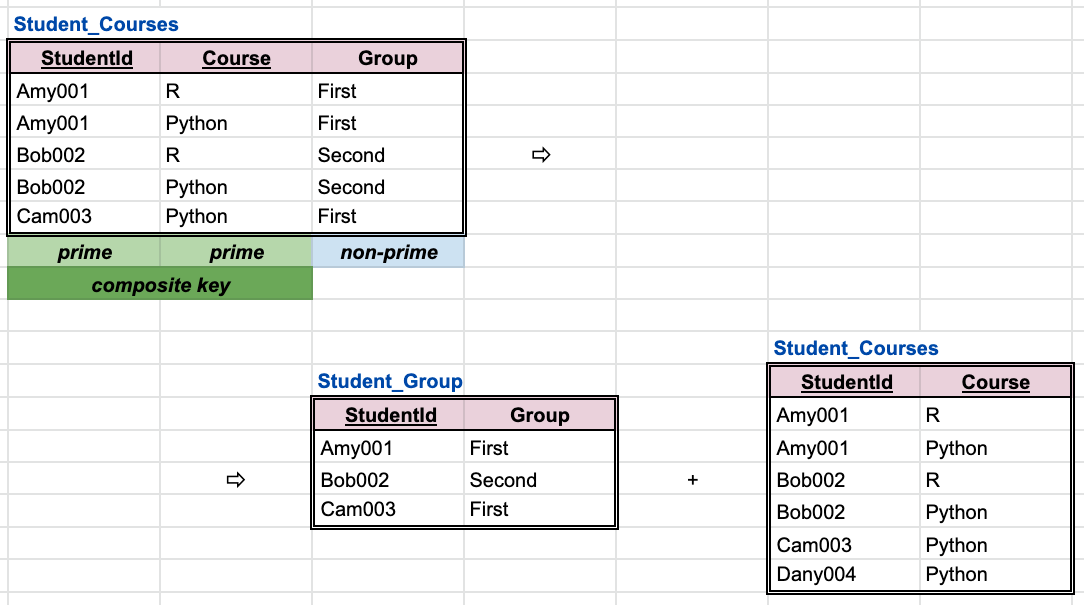 Student_Courses
StudentId Course Group
Amy001 R First
Amy001 Python First
Bob002 R Second
⇨
Bob002 Python Second
Cam003 Python First
prime prime non-prime
composite key
Student_Group
StudentId Group
Amy001 First
⇨
Bob002 Second
Cam003 First
+
Student_Courses
StudentId Course
Amy001 R
Amy001 Python
Bob002 R
Bob002 Python
Cam003 Python
Dany004 Python